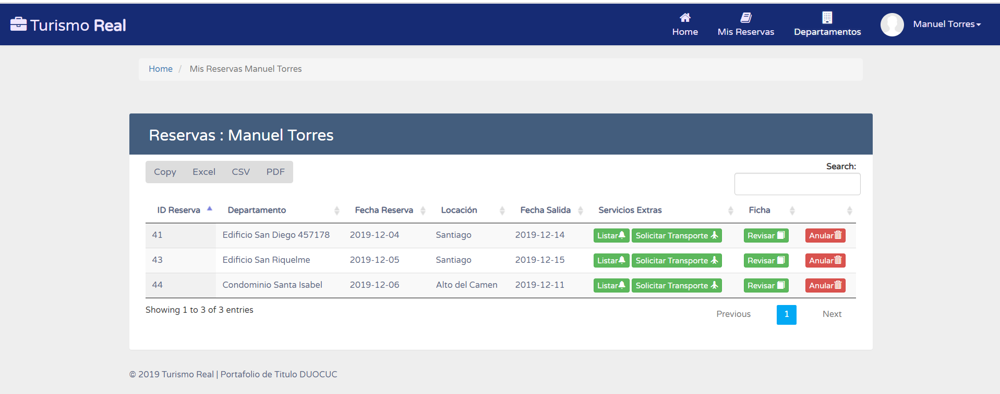 Turismo Real
Home
Mis Reservas
Departamentos
Manuel Torres
Home / Mis Reservas Manuel Torres
Reservas : Manuel Torres
Copy Excel CSV PDF
Search:
ID Reserva Departamento Fecha Reserva Locación Fecha Salida Servicios Extras Ficha
41 Edificio San Diego 457178 2019-12-04 Santiago 2019-12-14 Listar Solicitar Transporte Revisar Anular
43 Edificio San Riquelme 2019-12-05 Santiago 2019-12-15 Listar Solicitar Transporte Revisar Anular
44 Condominio Santa Isabel 2019-12-06 Alto del Camen 2019-12-11 Listar Solicitar Transporte Revisar Anular
Showing 1 to 3 of 3 entries
Previous 1 Next
© 2019 Turismo Real | Portafolio de Titulo DUOCUC